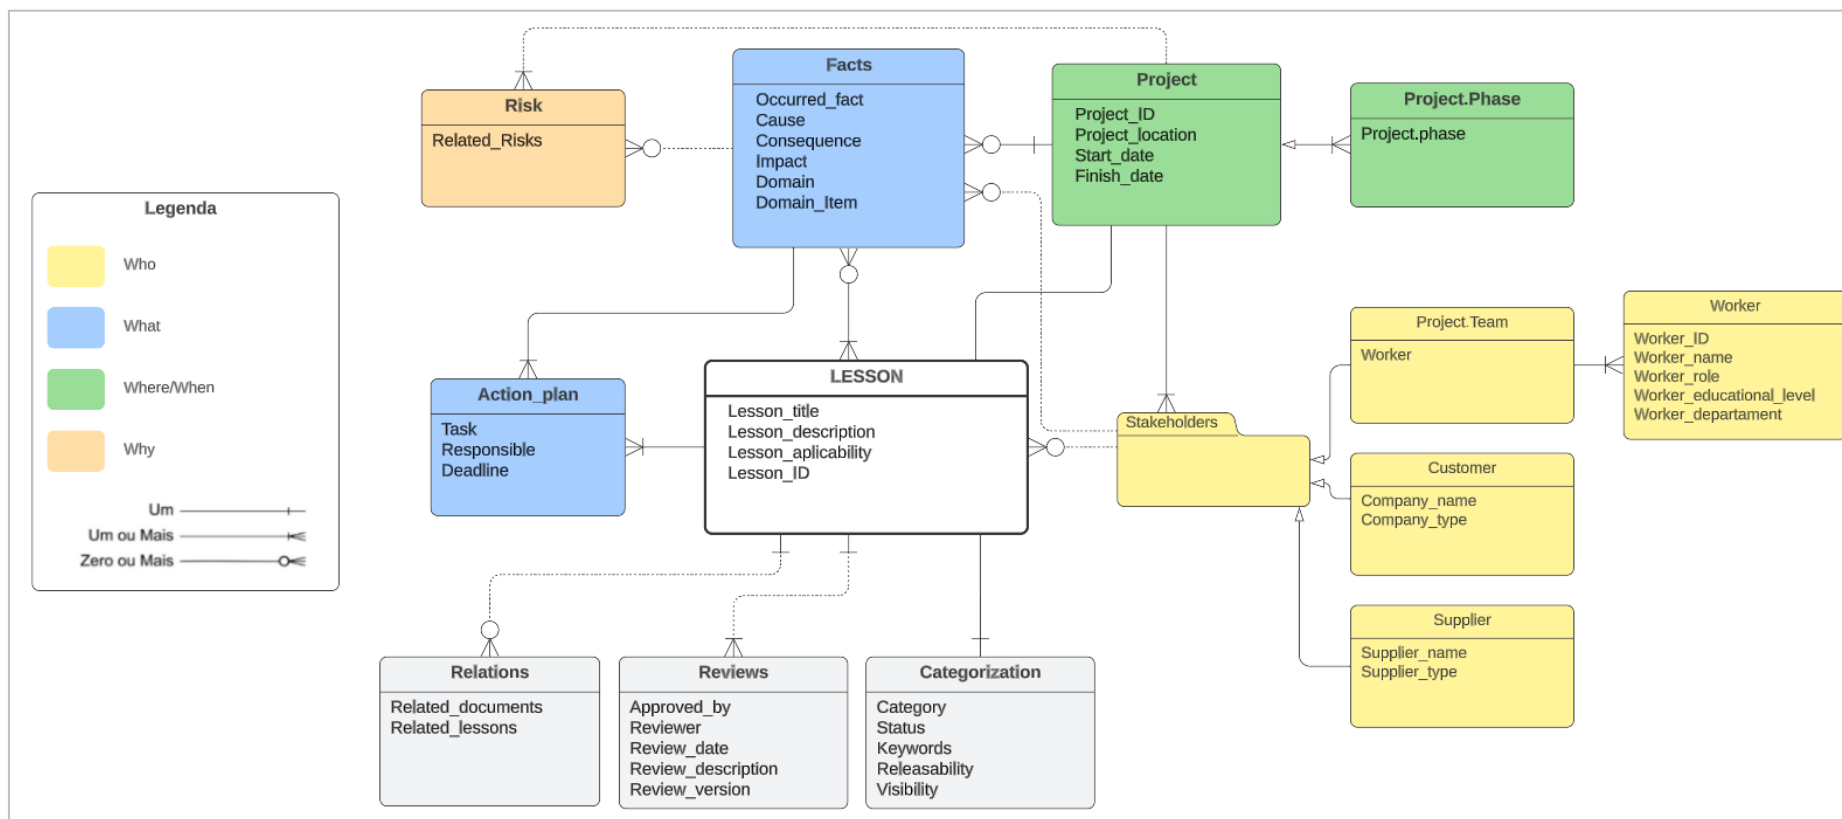 Legenda
Who
What
Where/When
Why
Um
Um ou Mais
Zero ou Mais
Risk
Related_Risks
Facts
Occurred_fact
Cause
Consequence
Impact
Domain
Domain_Item
Project
Project_ID
Project_location
Start_date
Finish_date
Project.Phase
Project.phase
Action_plan
Task
Responsible
Deadline
LESSON
Lesson_title
Lesson_description
Lesson_aplicability
Lesson_ID
Stakeholders
Project.Team
Worker
Worker
Worker_ID
Worker_name
Worker_role
Worker_educational_level
Worker_departament
Customer
Company_name
Company_type
Supplier
Supplier_name
Supplier_type
Relations
Related_documents
Related_lessons
Reviews
Approved_by
Reviewer
Review_date
Review_description
Review_version
Categorization
Category
Status
Keywords
Releasability
Visibility